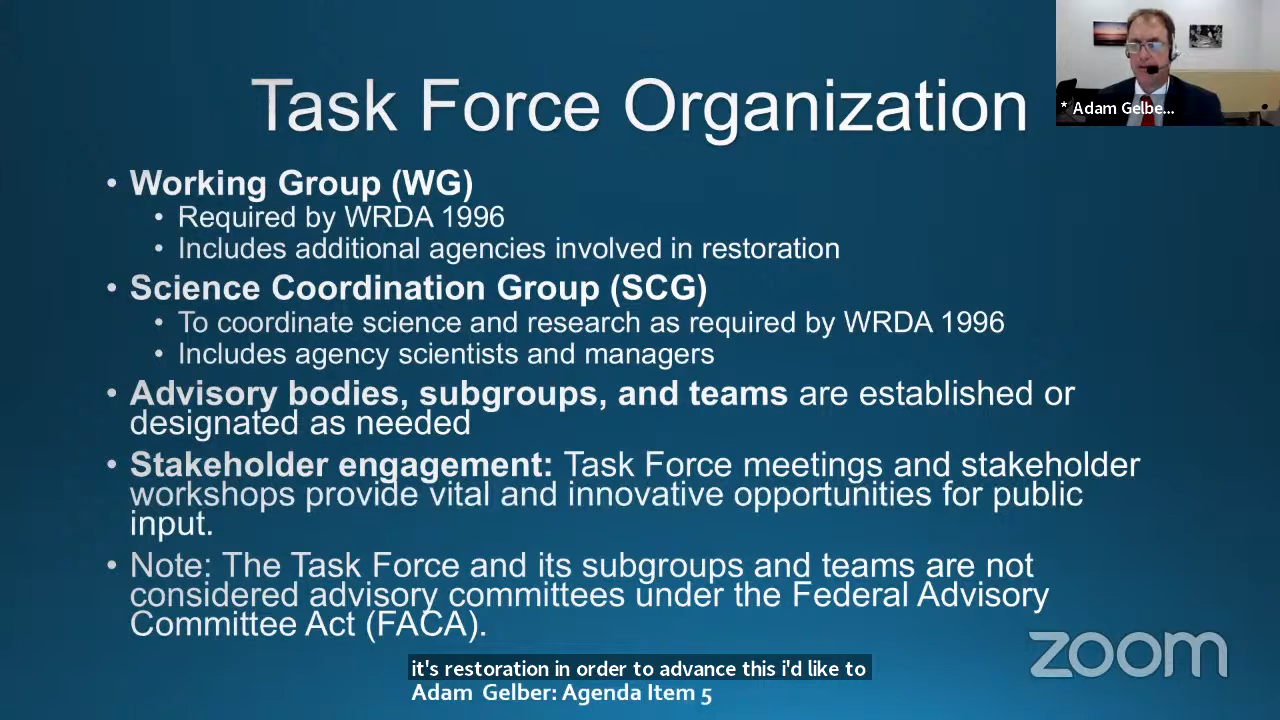 Task Force Organization
* Adam Gelbe...
• Working Group (WG)
• Required by WRDA 1996
• Includes additional agencies involved in restoration
• Science Coordination Group (SCG)
• To coordinate science and research as required by WRDA 1996
• Includes agency scientists and managers
• Advisory bodies, subgroups, and teams are established or
designated as needed
• Stakeholder engagement: Task Force meetings and stakeholder
workshops provide vital and innovative opportunities for public
input.
• Note: The Task Force and its subgroups and teams are not
considered advisory committees under the Federal Advisory
Committee Act (FACA).
zoom
it's restoration in order to advance this i'd like to
Adam Gelber: Agenda Item 5